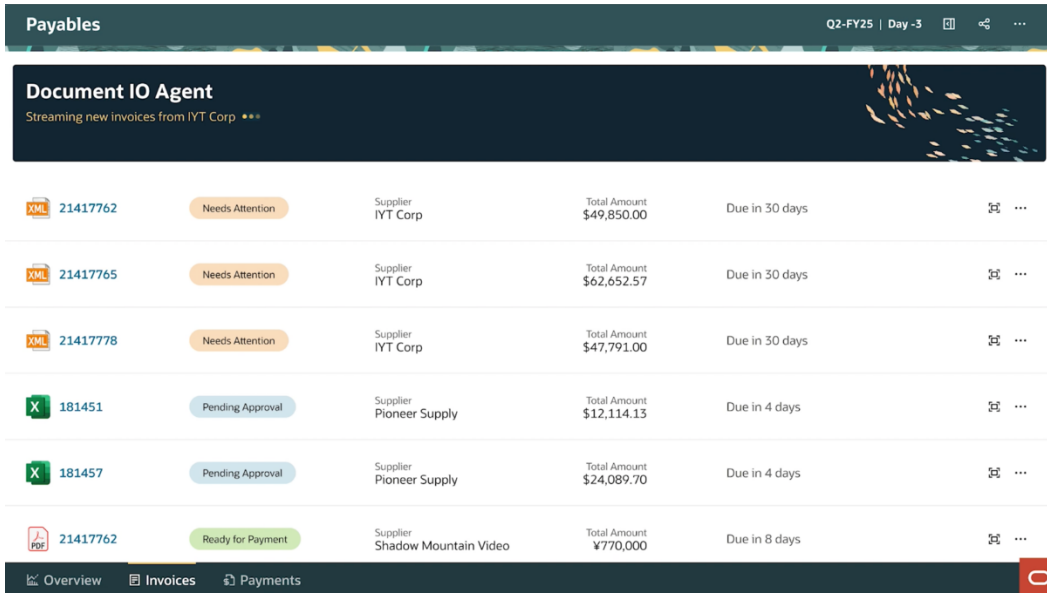 Payables
Q2-FY25 | Day -3
Document IO Agent
Streaming new invoices from IYT Corp
XML 21417762 Needs Attention Supplier IYT Corp Total Amount $49,850.00 Due in 30 days
XML 21417765 Needs Attention Supplier IYT Corp Total Amount $62,652.57 Due in 30 days
XML 21417778 Needs Attention Supplier IYT Corp Total Amount $47,791.00 Due in 30 days
X 181451 Pending Approval Supplier Pioneer Supply Total Amount $12,114.13 Due in 4 days
X 181457 Pending Approval Supplier Pioneer Supply Total Amount $24,089.70 Due in 4 days
PDF 21417762 Ready for Payment Supplier Shadow Mountain Video Total Amount ¥770,000 Due in 8 days
Overview Invoices Payments